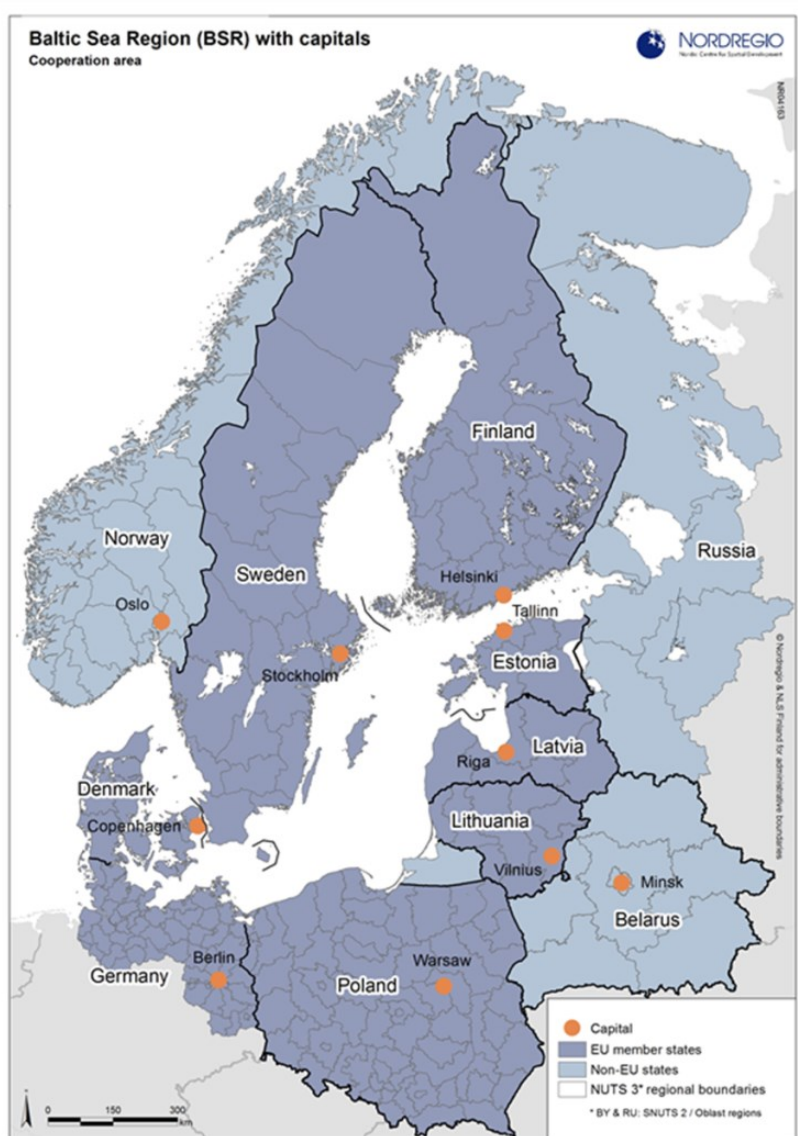 Baltic Sea Region (BSR) with capitals
Cooperation area
NORDREGIO
Nordic Centre for Spatial Development
NR04163
Finland
Norway
Russia
Sweden
Helsinki
Oslo
Tallinn
Stockholm
Estonia
Latvia
Riga
Denmark
Lithuania
Copenhagen
Vilnius
Minsk
Belarus
Berlin
Warsaw
Germany
Poland
© Nordregio & NLS Finland for administrative boundaries
Capital
EU member states
Non-EU states
NUTS 3* regional boundaries
* BY & RU: SNUTS 2 / Oblast regions
0 150 300
km